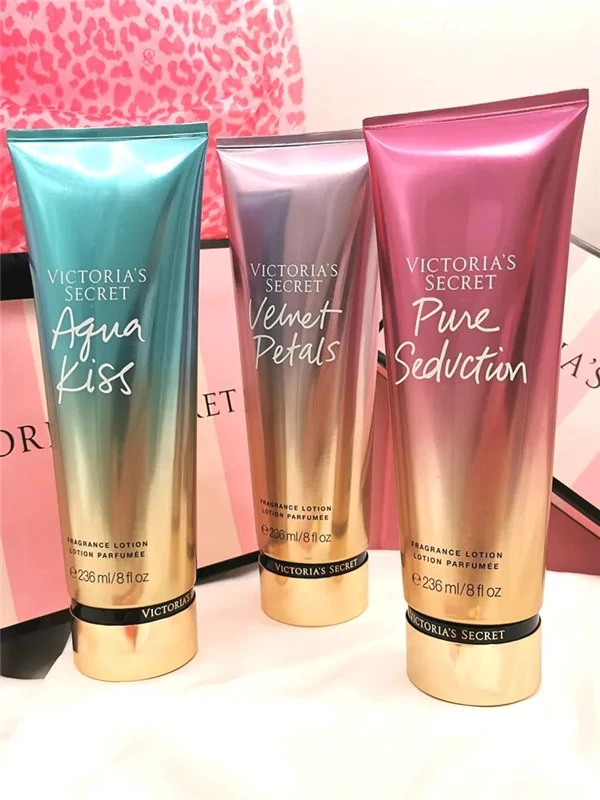 VICTORIA'S
SECRET
Aqua
Kiss
FRAGRANCE LOTION
LOTION PARFUMÉE
℮ 236 ml/8 fl oz
VICTORIA'S
VICTORIA'S
SECRET
Velvet
Petals
FRAGRANCE LOTION
LOTION PARFUMÉE
℮ 236 ml/8 fl oz
VICTORIA'S SECRET
VICTORIA'S
SECRET
Pure
Seduction
FRAGRANCE LOTION
LOTION PARFUMÉE
℮ 236 ml/8 fl oz
VICTORIA'S SECRET